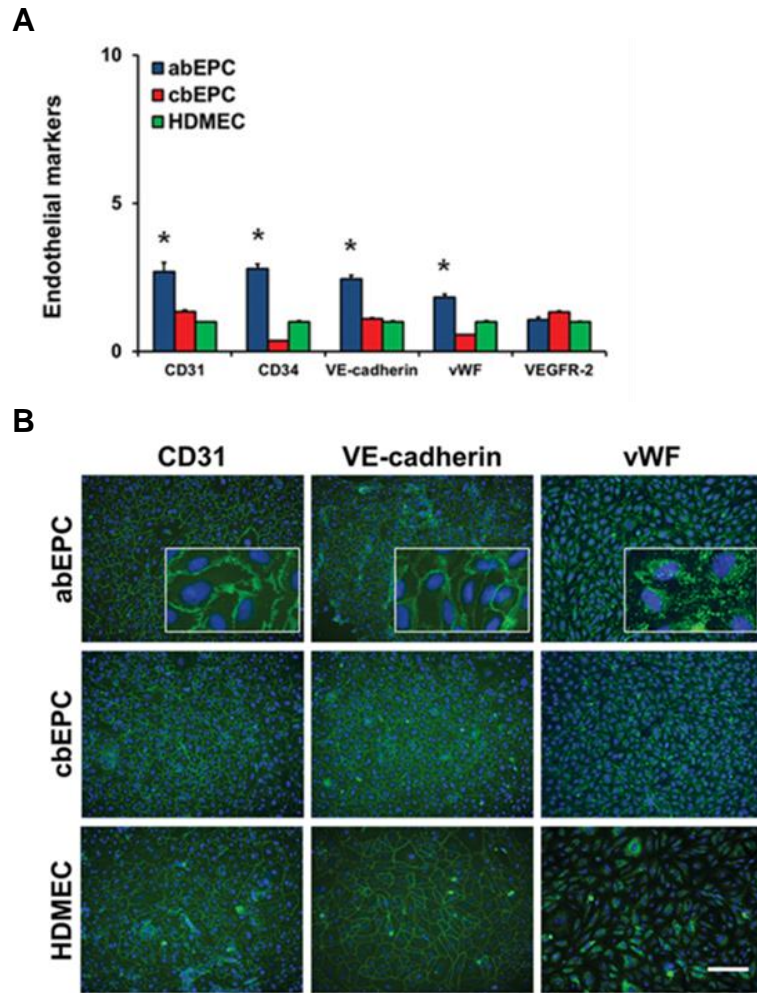 A
10
abEPC
cbEPC
HDMEC
Endothelial markers
5
* * * *
0
CD31 CD34 VE-cadherin vWF VEGFR-2
B
CD31 VE-cadherin vWF
abEPC
cbEPC
HDMEC